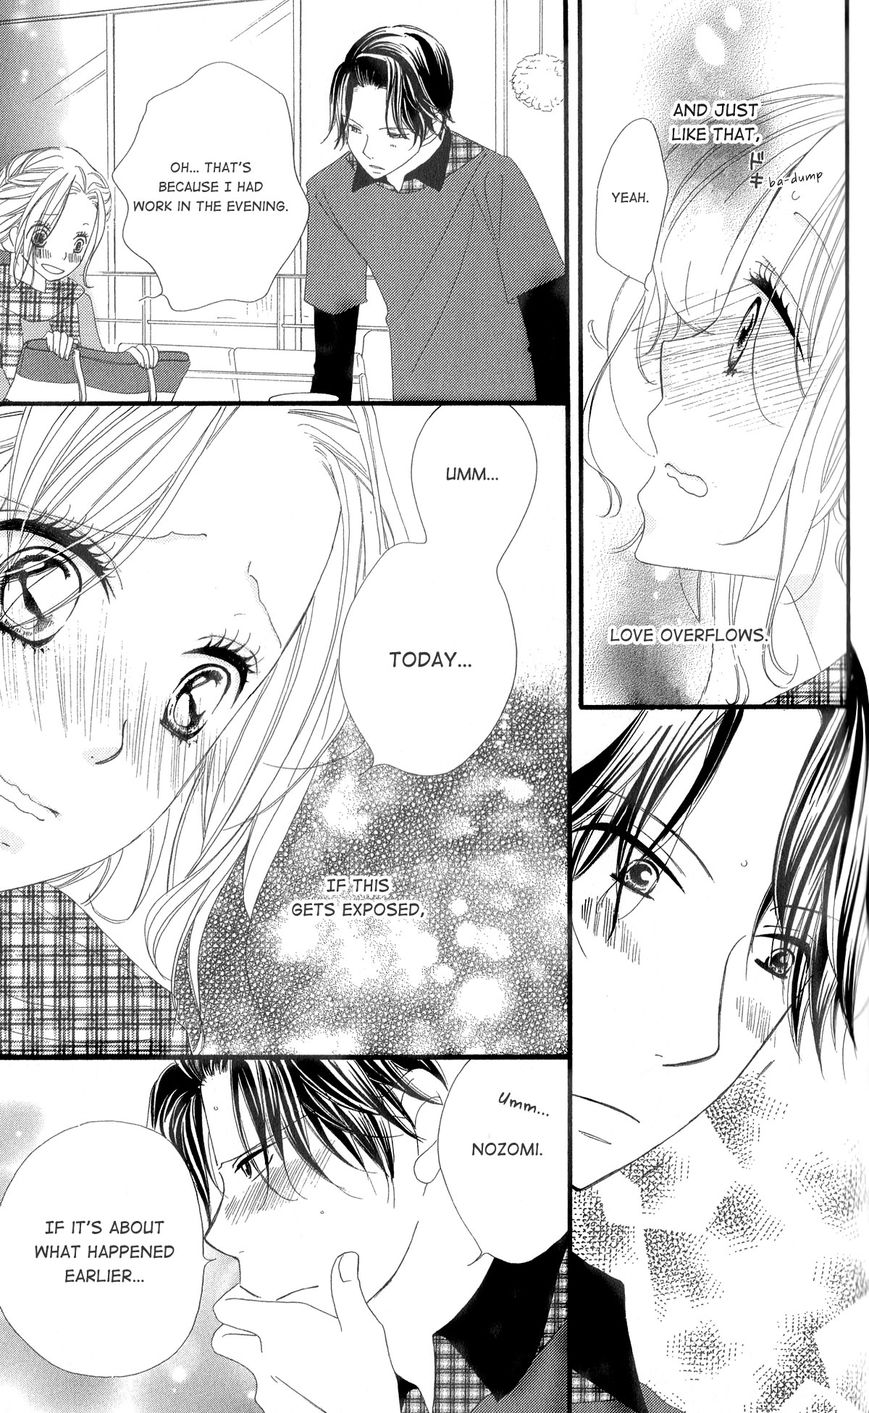 AND JUST
LIKE THAT,
ドキ
ba-dump
YEAH.
LOVE OVERFLOWS.
OH... THAT'S
BECAUSE I HAD
WORK IN THE EVENING.
UMM...
TODAY...
IF THIS
GETS EXPOSED,
Umm...
NOZOMI.
IF IT'S ABOUT
WHAT HAPPENED
EARLIER...